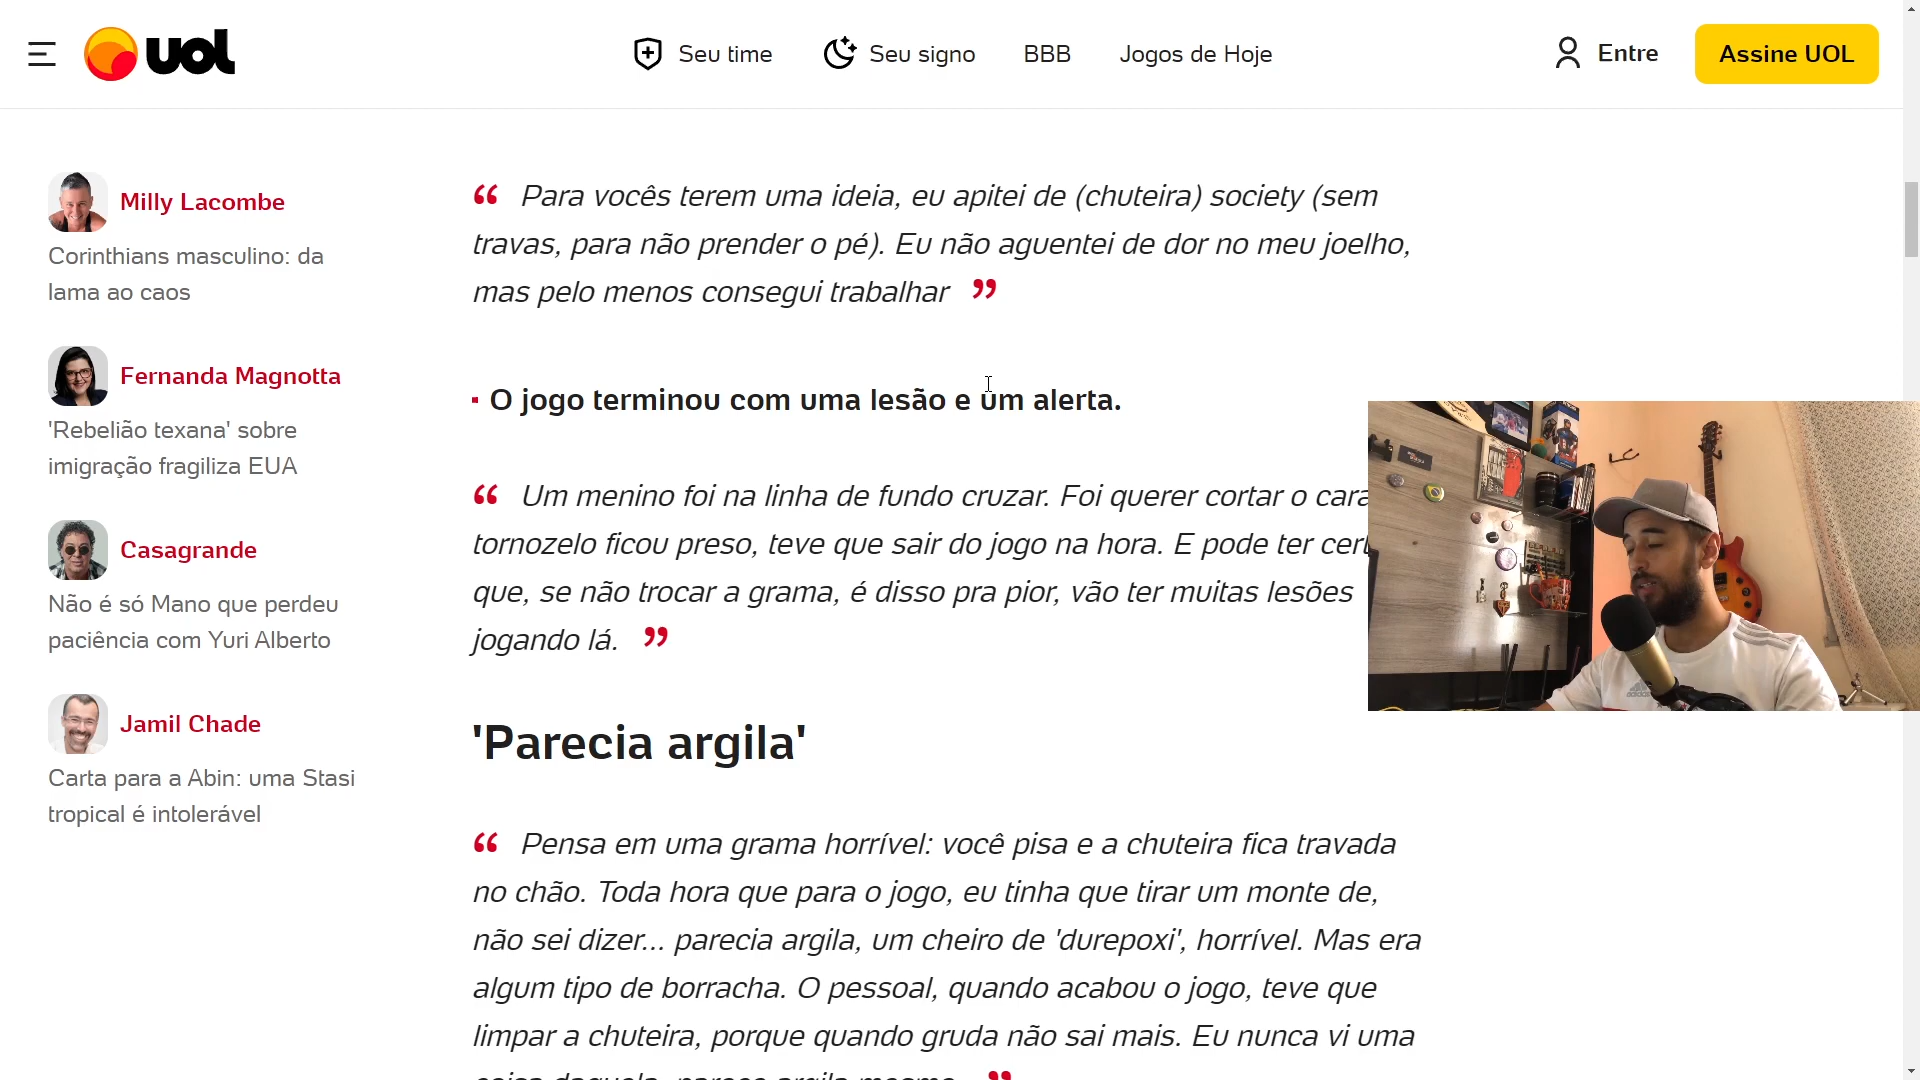 uol
Seu time
Seu signo
BBB
Jogos de Hoje
Entre
Assine UOL
Milly Lacombe
Corinthians masculino: da
lama ao caos
Fernanda Magnotta
'Rebelião texana' sobre
imigração fragiliza EUA
Casagrande
Não é só Mano que perdeu
paciência com Yuri Alberto
Jamil Chade
Carta para a Abin: uma Stasi
tropical é intolerável
“ Para vocês terem uma ideia, eu apitei de (chuteira) society (sem
travas, para não prender o pé). Eu não aguentei de dor no meu joelho,
mas pelo menos consegui trabalhar ”
O jogo terminou com uma lesão e um alerta.
“ Um menino foi na linha de fundo cruzar. Foi querer cortar o cara
tornozelo ficou preso, teve que sair do jogo na hora. E pode ter
que, se não trocar a grama, é disso pra pior, vão ter muitas lesões
jogando lá. ”
'Parecia argila'
“ Pensa em uma grama horrível: você pisa e a chuteira fica travada
no chão. Toda hora que para o jogo, eu tinha que tirar um monte de,
não sei dizer... parecia argila, um cheiro de 'durepoxi', horrível. Mas era
algum tipo de borracha. O pessoal, quando acabou o jogo, teve que
limpar a chuteira, porque quando gruda não sai mais. Eu nunca vi uma